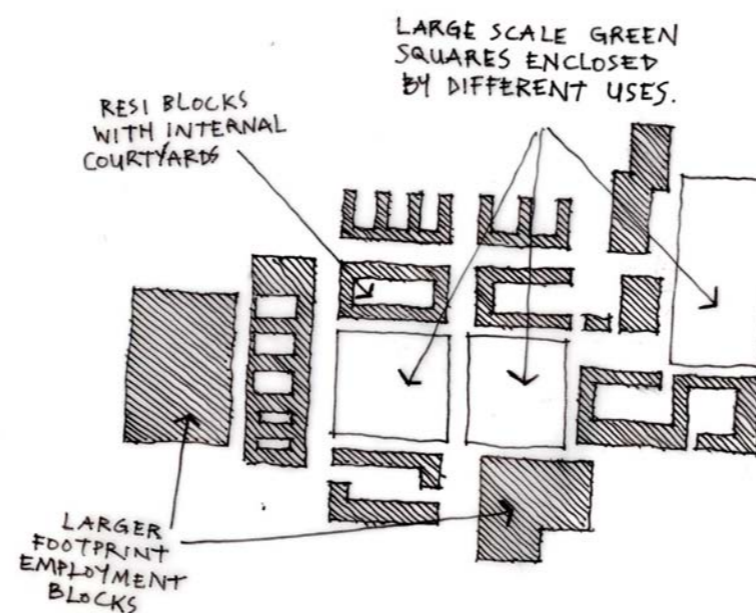 LARGE SCALE GREEN
SQUARES ENCLOSED
BY DIFFERENT USES.
RESI BLOCKS
WITH INTERNAL
COURTYARDS
LARGER
FOOTPRINT
EMPLOYMENT
BLOCKS